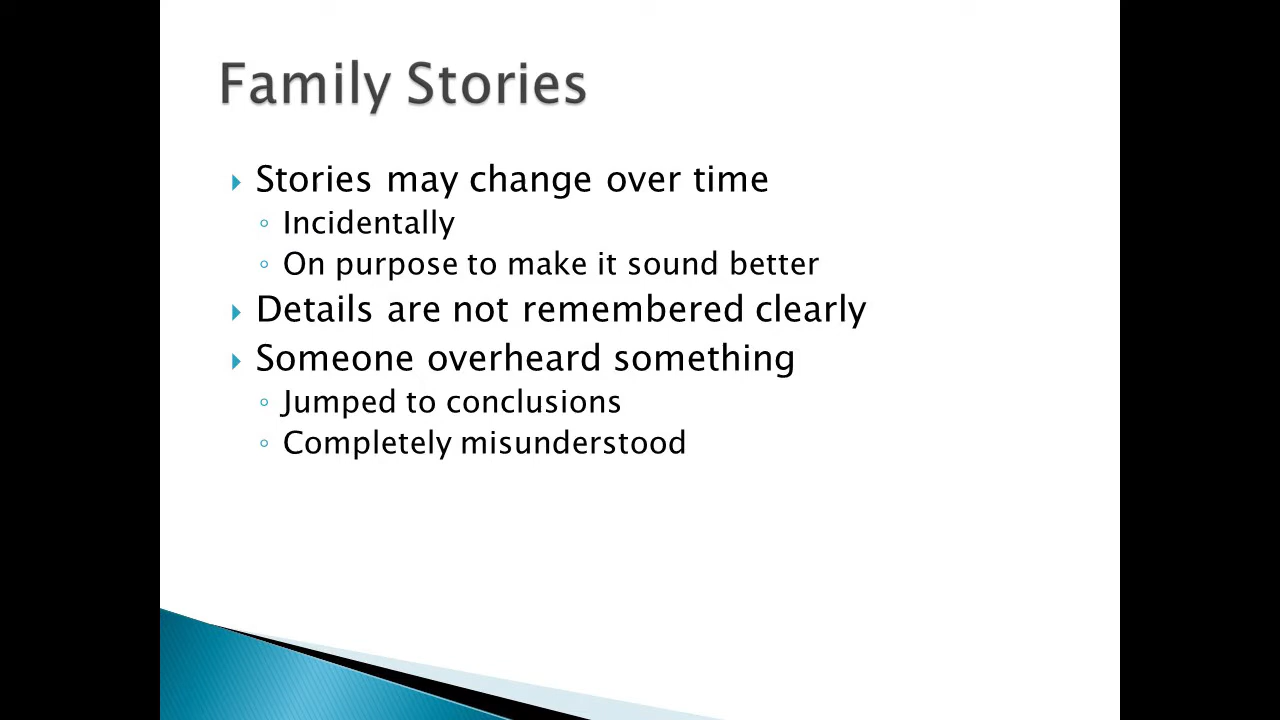 Family Stories
Stories may change over time
Incidentally
On purpose to make it sound better
Details are not remembered clearly
Someone overheard something
Jumped to conclusions
Completely misunderstood